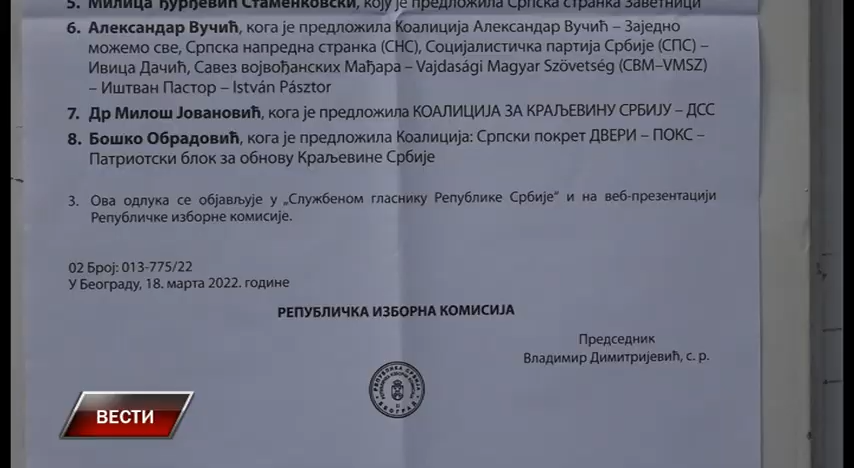 5. Милица Ђурђевић Стаменковски, коју је предложила Српска странка Заветници
6. Александар Вучић, кога је предложила Коалиција Александар Вучић – Заједно
можемо све, Српска напредна странка (СНС), Социјалистичка партија Србије (СПС) –
Ивица Дачић, Савез војвођанских Мађара – Vajdasági Magyar Szövetség (СВМ–VMSZ)
– Иштван Пастор – István Pásztor
7. Др Милош Јовановић, кога је предложила КОАЛИЦИЈА ЗА КРАЉЕВИНУ СРБИЈУ – ДСС
8. Бошко Обрадовић, кога је предложила Коалиција: Српски покрет ДВЕРИ – ПОКС –
Патриотски блок за обнову Краљевине Србије
3. Ова одлука се објављује у „Службеном гласнику Републике Србије“ и на веб-презентацији
Републичке изборне комисије.
02 Број: 013-775/22
У Београду, 18. марта 2022. године
РЕПУБЛИЧКА ИЗБОРНА КОМИСИЈА
Председник
Владимир Димитријевић, с. р.
РЕПУБЛИКА СРБИЈА
БЕОГРАД
ВЕСТИ